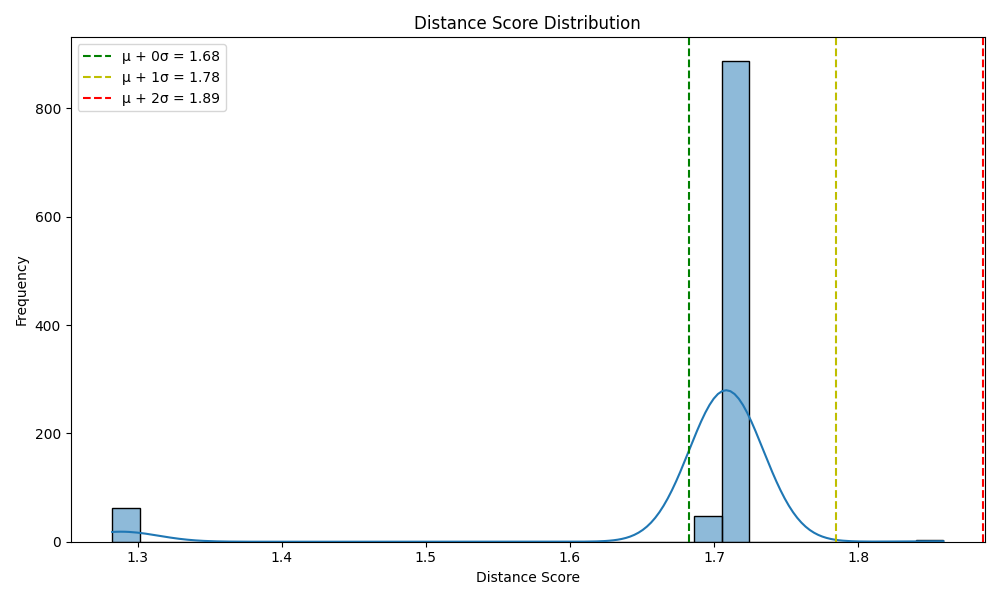 Distance Score Distribution
μ + 0σ = 1.68
μ + 1σ = 1.78
μ + 2σ = 1.89
Frequency
800
600
400
200
0
1.3 1.4 1.5 1.6 1.7 1.8
Distance Score